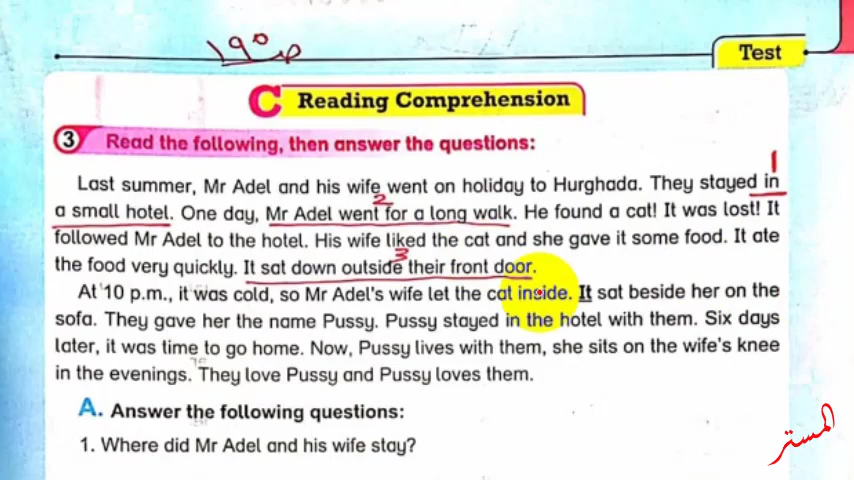 ص ١٩٥
Test
C Reading Comprehension
3 Read the following, then answer the questions:
1
Last summer, Mr Adel and his wife went on holiday to Hurghada. They stayed in
2
a small hotel. One day, Mr Adel went for a long walk. He found a cat! It was lost! It
followed Mr Adel to the hotel. His wife liked the cat and she gave it some food. It ate
3
the food very quickly. It sat down outside their front door.
At 10 p.m., it was cold, so Mr Adel's wife let the cat inside. It sat beside her on the
sofa. They gave her the name Pussy. Pussy stayed in the hotel with them. Six days
later, it was time to go home. Now, Pussy lives with them, she sits on the wife's knee
in the evenings. They love Pussy and Pussy loves them.
A. Answer the following questions:
1. Where did Mr Adel and his wife stay?
المستر